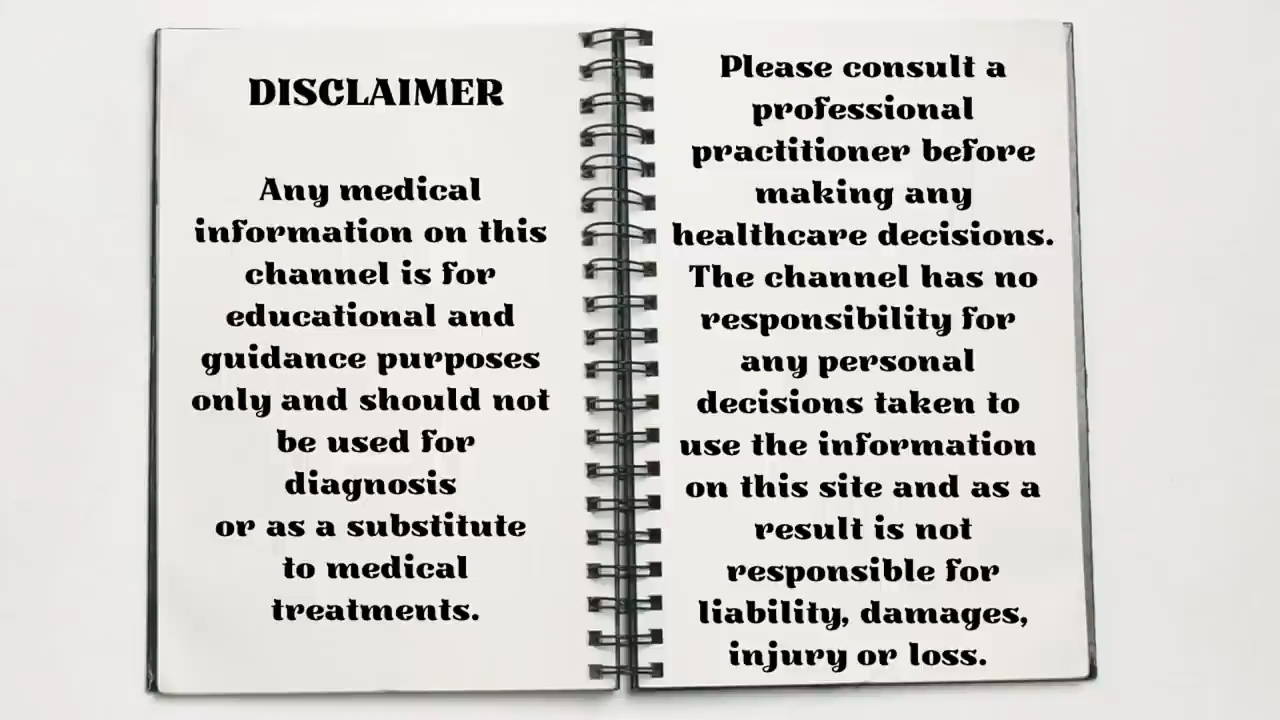 DISCLAIMER
Any medical
information on this
channel is for
educational and
guidance purposes
only and should not
be used for
diagnosis
or as a substitute
to medical
treatments.
Please consult a
professional
practitioner before
making any
healthcare decisions.
The channel has no
responsibility for
any personal
decisions taken to
use the information
on this site and as a
result is not
responsible for
liability, damages,
injury or loss.